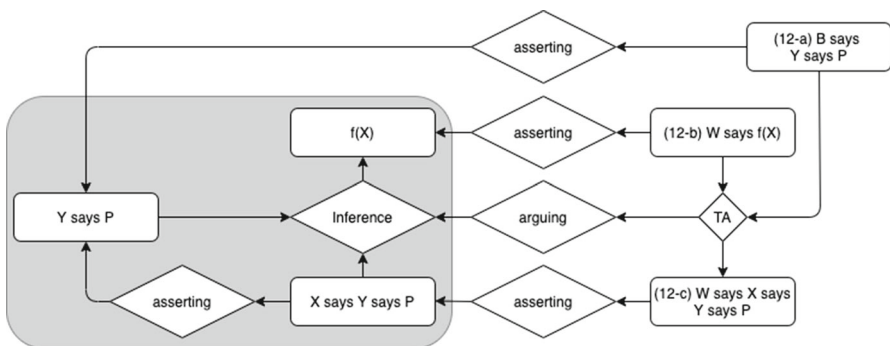 asserting
(12-a) B says
Y says P
f(X)
asserting
(12-b) W says f(X)
Y says P
Inference
arguing
TA
asserting
X says Y says P
asserting
(12-c) W says X says
Y says P